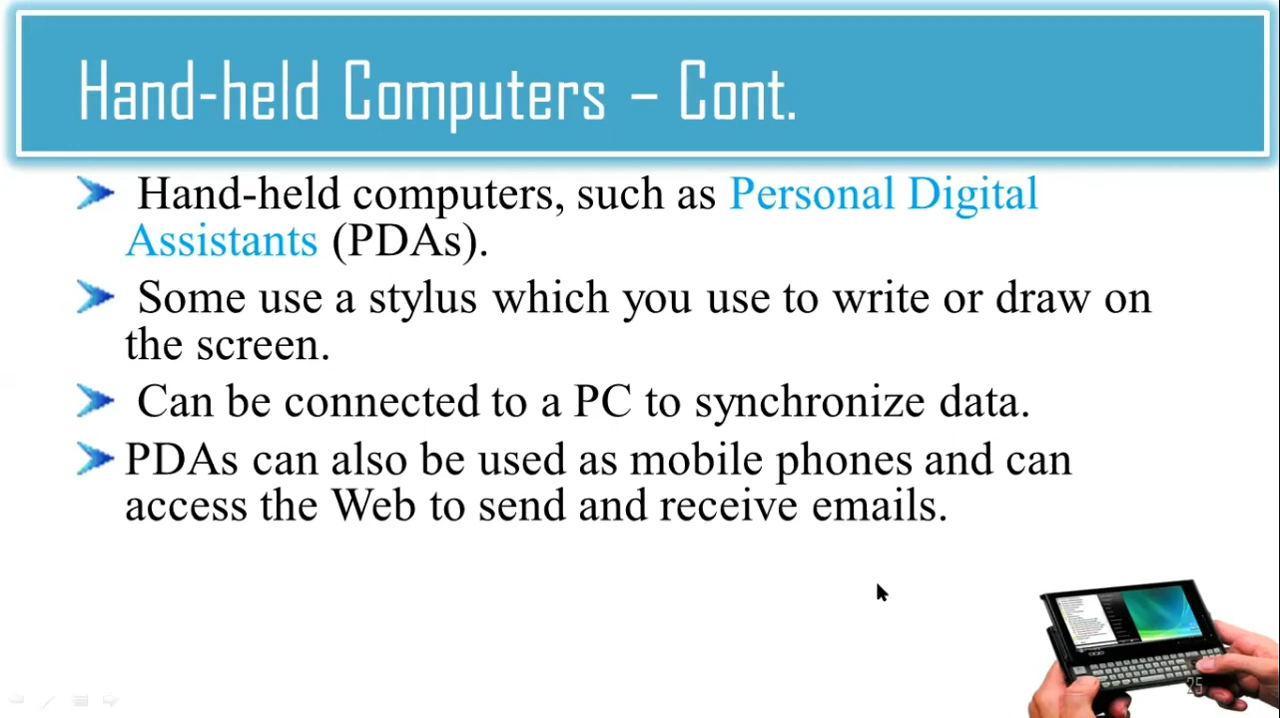 Hand-held Computers – Cont.
Hand-held computers, such as Personal Digital
Assistants (PDAs).
Some use a stylus which you use to write or draw on
the screen.
Can be connected to a PC to synchronize data.
PDAs can also be used as mobile phones and can
access the Web to send and receive emails.
25